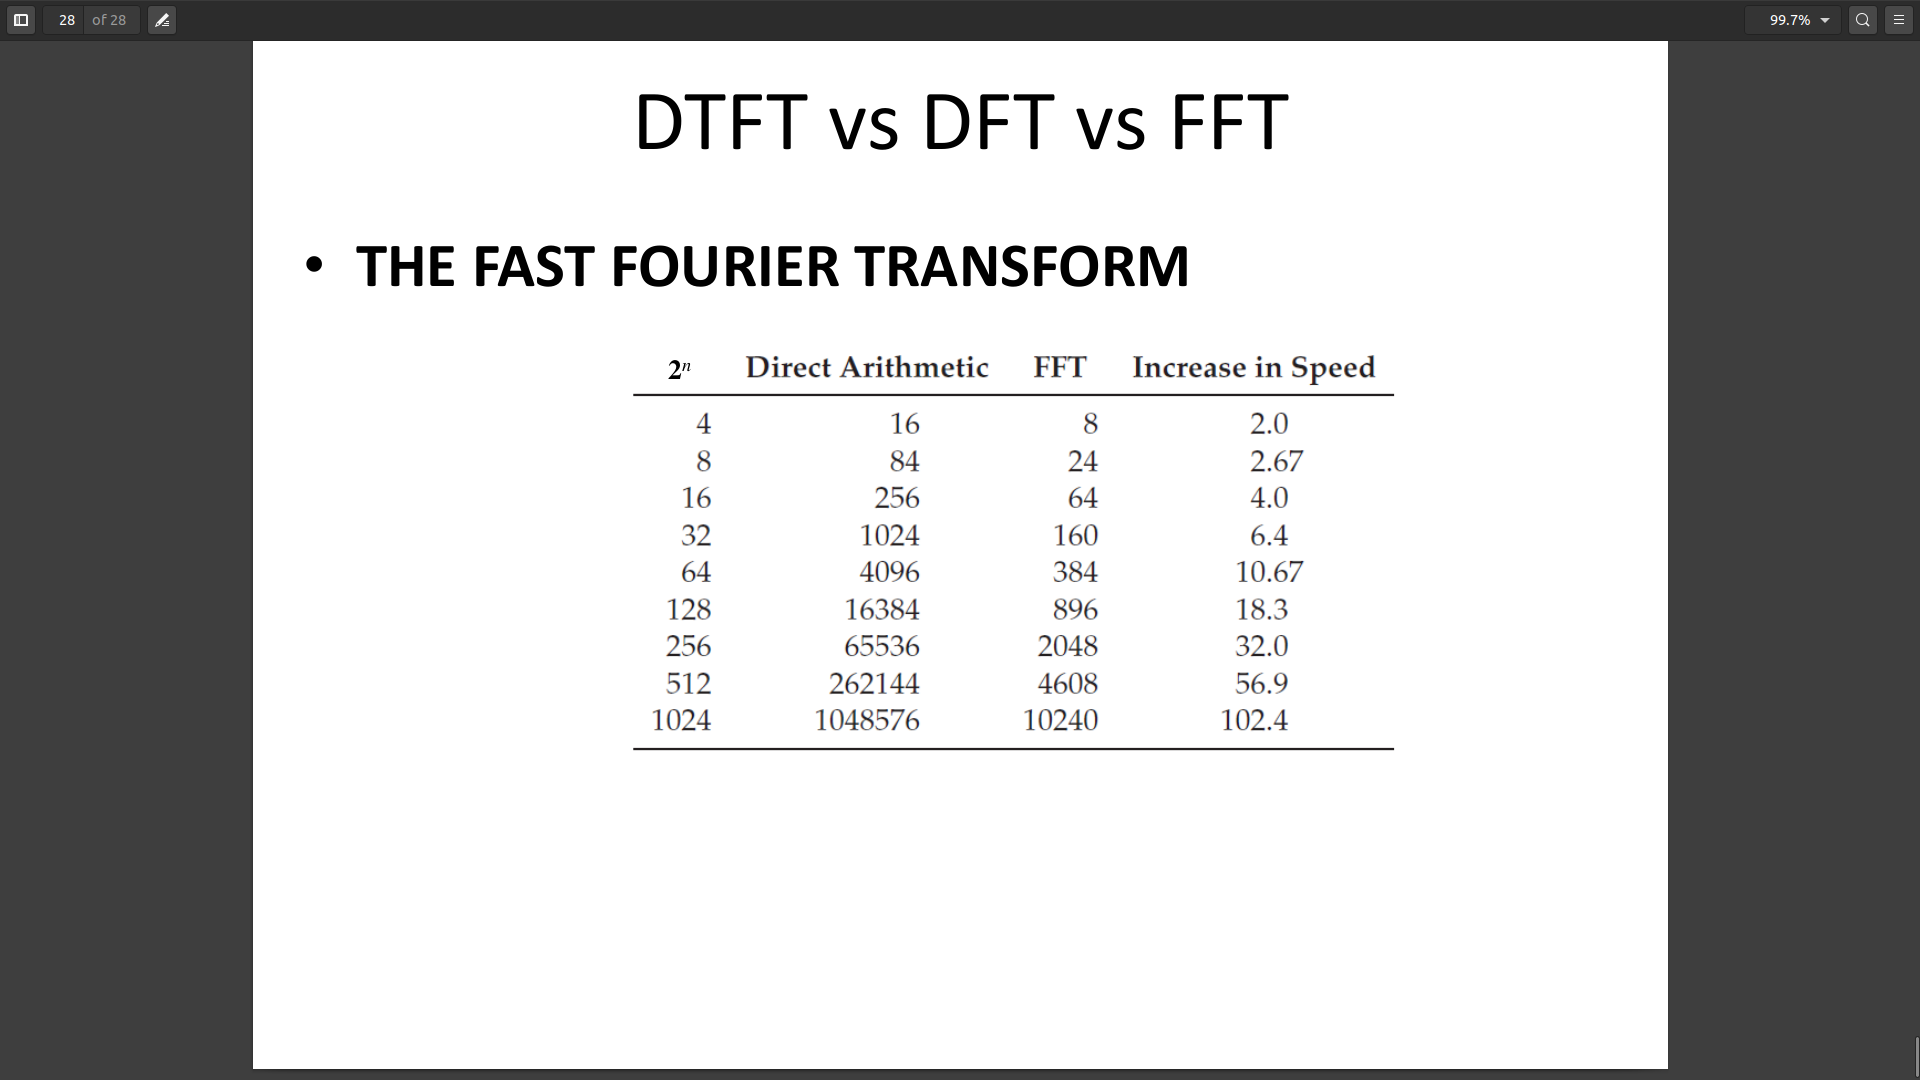 28 of 28 99.7%
DTFT vs DFT vs FFT
• THE FAST FOURIER TRANSFORM
2ⁿ Direct Arithmetic FFT Increase in Speed
4 16 8 2.0
8 84 24 2.67
16 256 64 4.0
32 1024 160 6.4
64 4096 384 10.67
128 16384 896 18.3
256 65536 2048 32.0
512 262144 4608 56.9
1024 1048576 10240 102.4